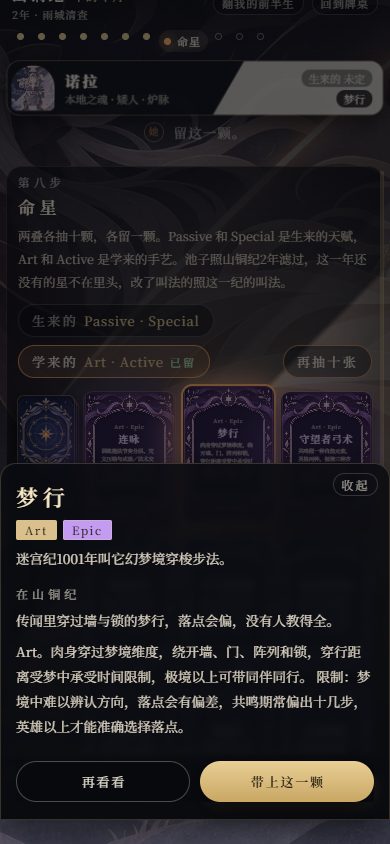 2年 · 雨城清查
翻我的前半生
回到牌桌
命星
诺拉
本地之魂 · 矮人 · 炉脉
生来的 未定
梦行
她 留这一颗。
第八步
命星
两叠各抽十颗，各留一颗。Passive 和 Special 是生来的天赋，
Art 和 Active 是学来的手艺。池子照山铜纪2年滤过，这一年还
没有的星不在里头，改了叫法的照这一纪的叫法。
生来的 Passive · Special
学来的 Art · Active 已留
再抽十张
Art · Epic
连咏
Art · Epic
梦行
Art · Epic
守望者弓术
收起
梦行
Art Epic
迷宫纪1001年叫它幻梦境穿梭步法。
在山铜纪
传闻里穿过墙与锁的梦行，落点会偏，没有人教得全。
Art。肉身穿过梦境维度，绕开墙、门、阵列和锁，穿行距
离受梦中承受时间限制，极境以上可带同伴同行。 限制：梦
境中难以辨认方向，落点会有偏差，共鸣期常偏出十几步，
英雄以上才能准确选择落点。
再看看
带上这一颗